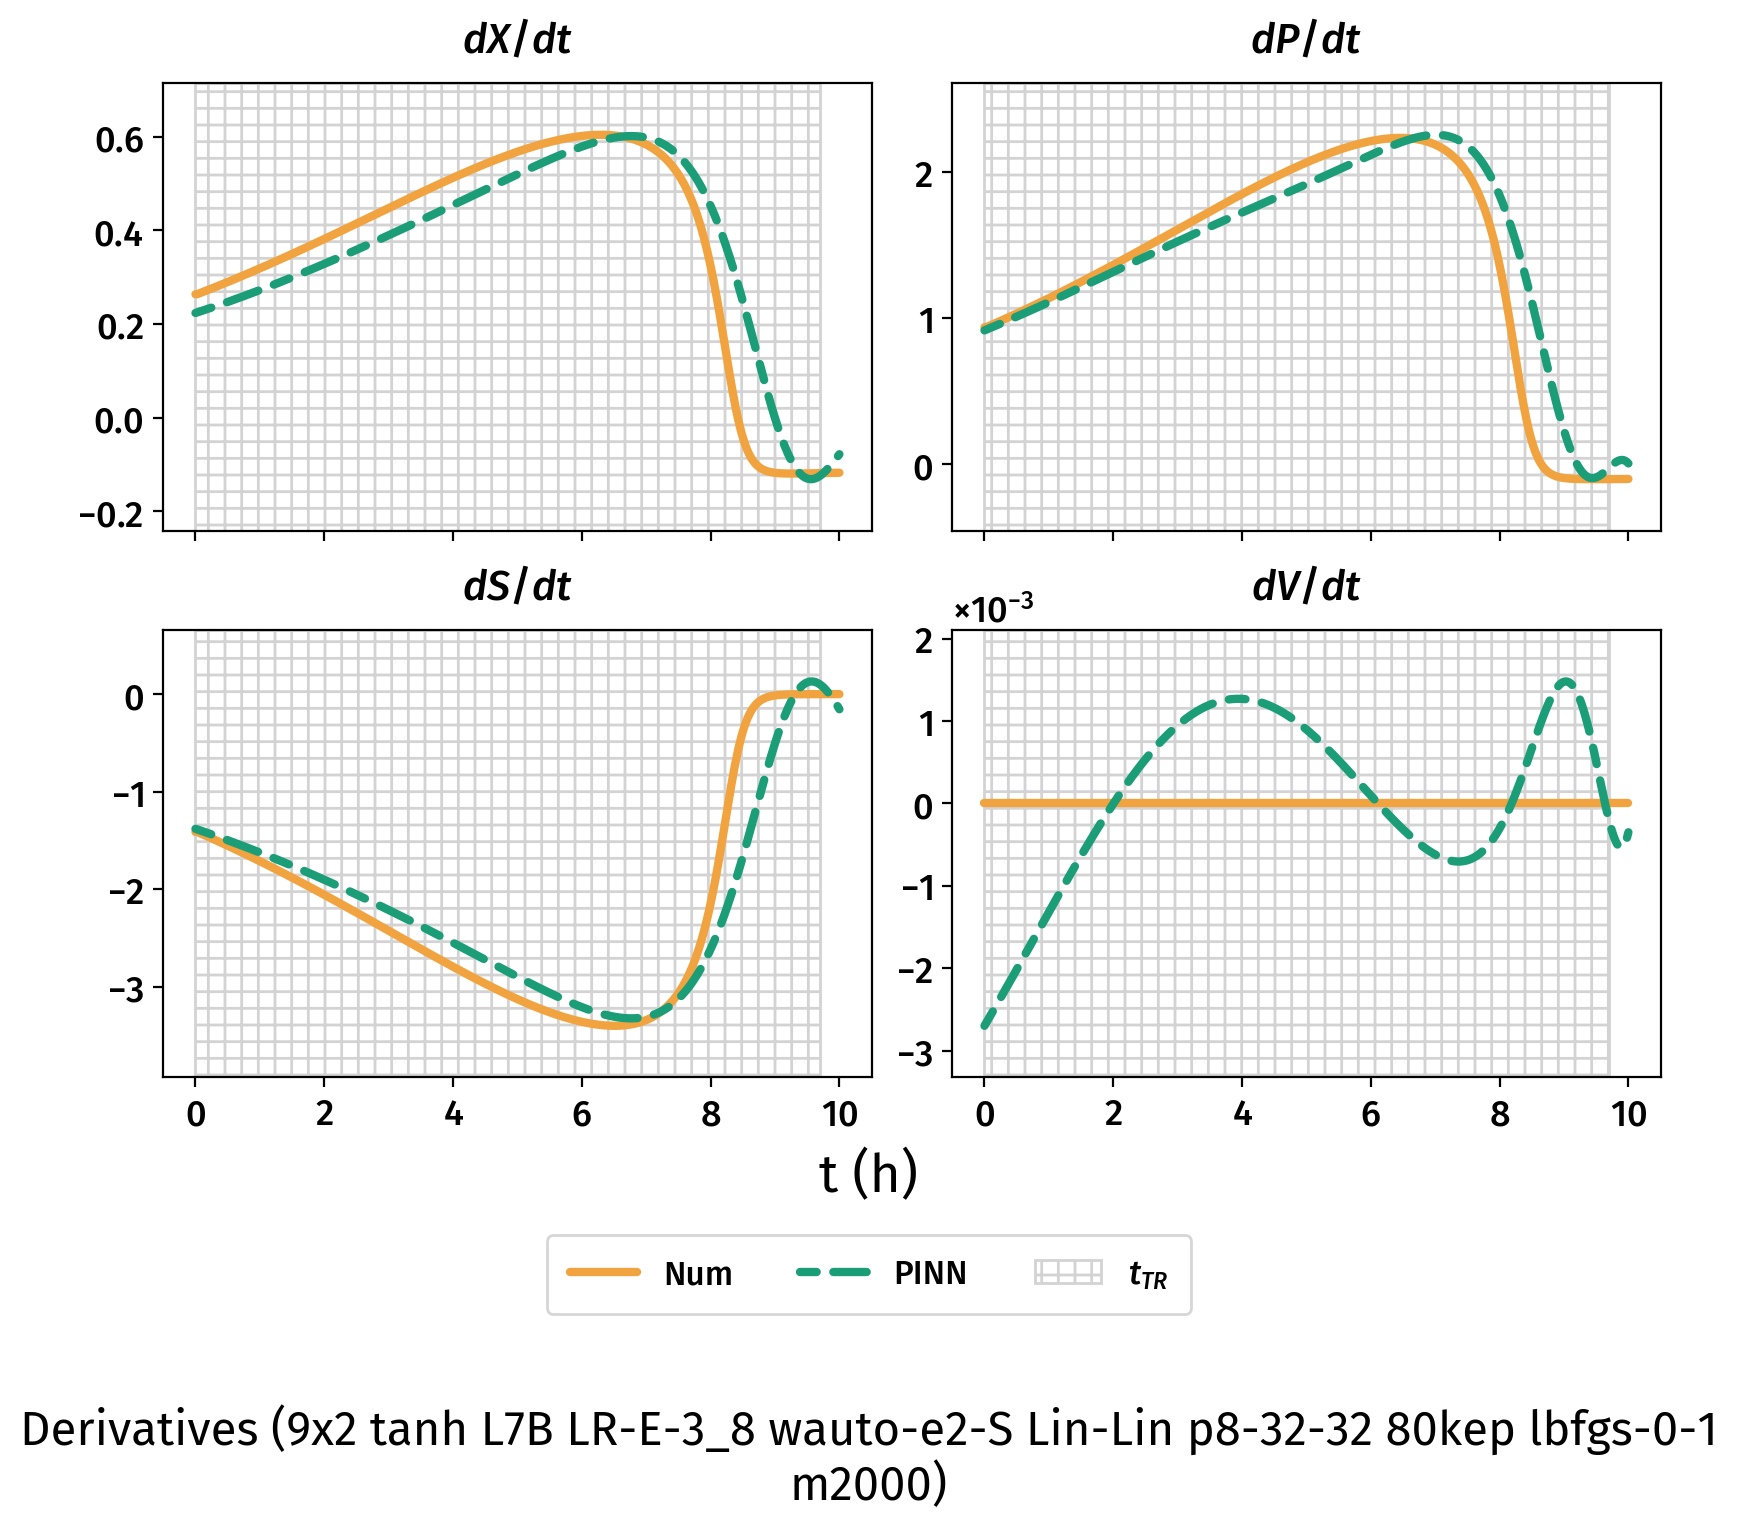 dX/dt
dP/dt
0.6
0.4
0.2
0.0
−0.2
2
1
0
dS/dt
dV/dt
×10⁻³
0
−1
−2
−3
2
1
0
−1
−2
−3
0 2 4 6 8 10
0 2 4 6 8 10
t (h)
Num PINN t_TR
Derivatives (9x2 tanh L7B LR-E-3_8 wauto-e2-S Lin-Lin p8-32-32 80kep lbfgs-0-1
m2000)